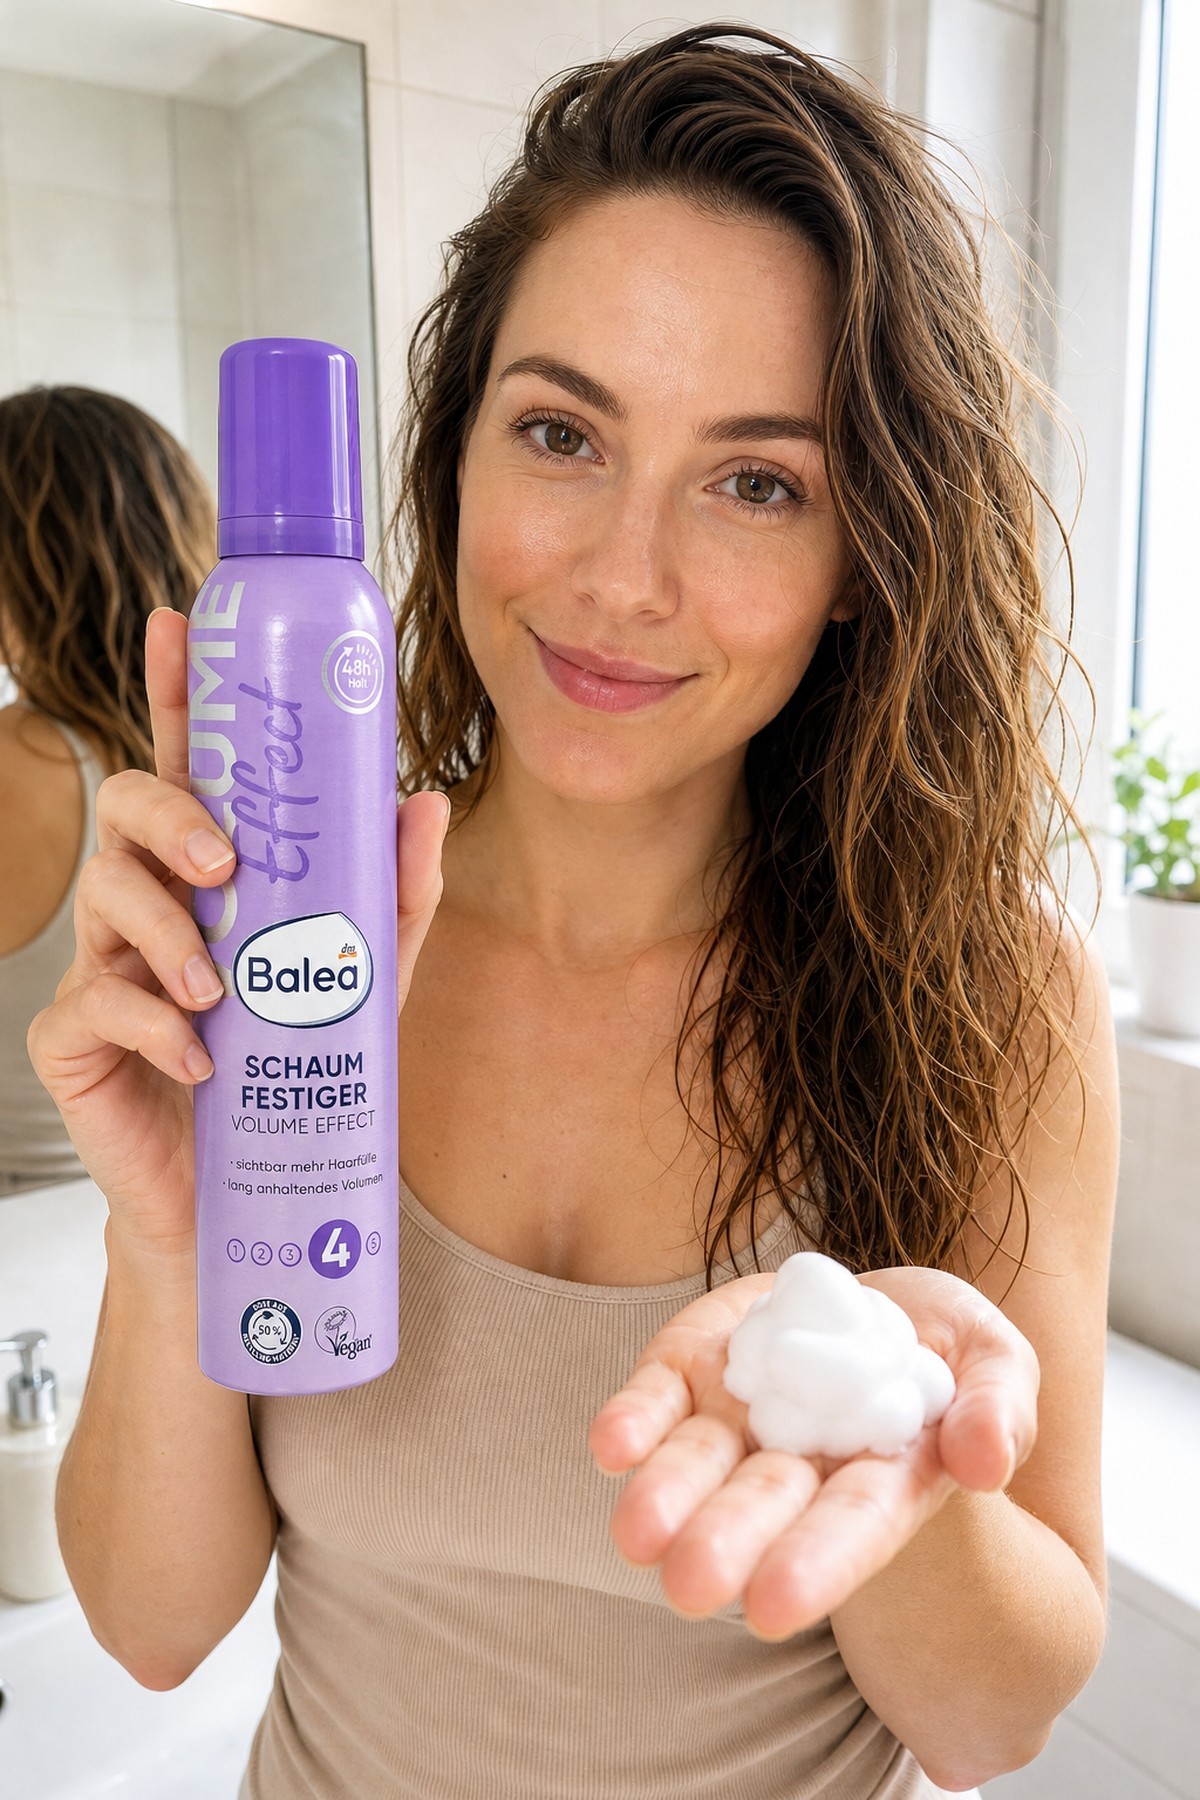 VOLUME
Effect
48h
Halt
dm
Balea
SCHAUM
FESTIGER
VOLUME EFFECT
· sichtbar mehr Haarfülle
· lang anhaltendes Volumen
1 2 3 4 5
50%
Vegan